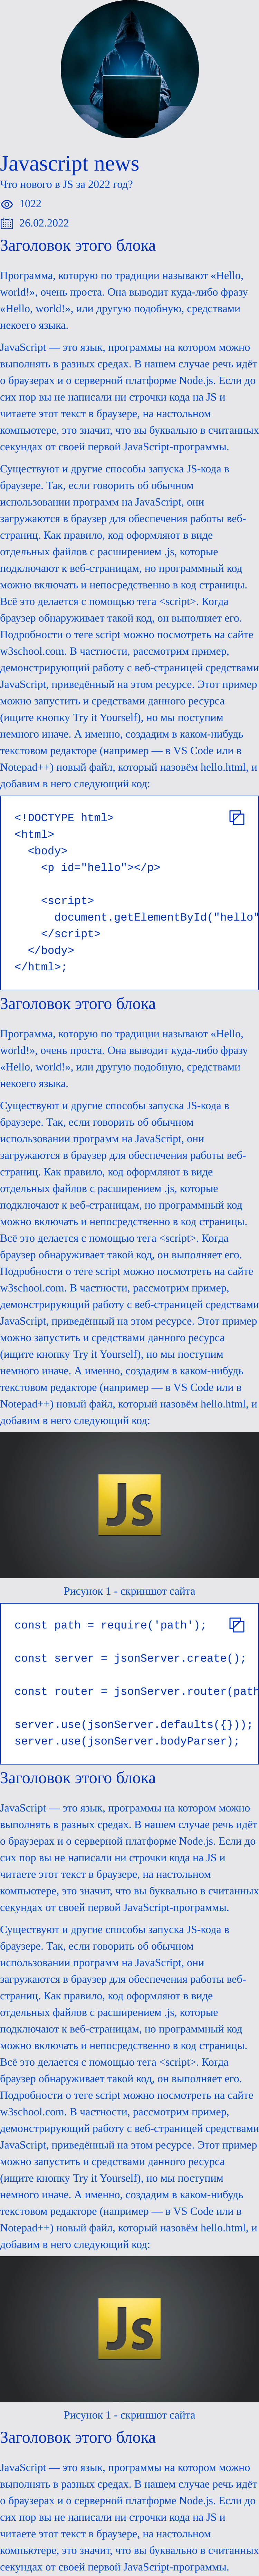 Javascript news
Что нового в JS за 2022 год?
1022
26.02.2022
Заголовок этого блока
Программа, которую по традиции называют «Hello,
world!», очень проста. Она выводит куда-либо фразу
«Hello, world!», или другую подобную, средствами
некоего языка.
JavaScript — это язык, программы на котором можно
выполнять в разных средах. В нашем случае речь идёт
о браузерах и о серверной платформе Node.js. Если до
сих пор вы не написали ни строчки кода на JS и
читаете этот текст в браузере, на настольном
компьютере, это значит, что вы буквально в считанных
секундах от своей первой JavaScript-программы.
Существуют и другие способы запуска JS-кода в
браузере. Так, если говорить об обычном
использовании программ на JavaScript, они
загружаются в браузер для обеспечения работы веб-
страниц. Как правило, код оформляют в виде
отдельных файлов с расширением .js, которые
подключают к веб-страницам, но программный код
можно включать и непосредственно в код страницы.
Всё это делается с помощью тега <script>. Когда
браузер обнаруживает такой код, он выполняет его.
Подробности о теге script можно посмотреть на сайте
w3school.com. В частности, рассмотрим пример,
демонстрирующий работу с веб-страницей средствами
JavaScript, приведённый на этом ресурсе. Этот пример
можно запустить и средствами данного ресурса
(ищите кнопку Try it Yourself), но мы поступим
немного иначе. А именно, создадим в каком-нибудь
текстовом редакторе (например — в VS Code или в
Notepad++) новый файл, который назовём hello.html, и
добавим в него следующий код:
<!DOCTYPE html>
<html>
<body>
<p id="hello"></p>
<script>
document.getElementById("hello"
</script>
</body>
</html>;
Заголовок этого блока
Программа, которую по традиции называют «Hello,
world!», очень проста. Она выводит куда-либо фразу
«Hello, world!», или другую подобную, средствами
некоего языка.
Существуют и другие способы запуска JS-кода в
браузере. Так, если говорить об обычном
использовании программ на JavaScript, они
загружаются в браузер для обеспечения работы веб-
страниц. Как правило, код оформляют в виде
отдельных файлов с расширением .js, которые
подключают к веб-страницам, но программный код
можно включать и непосредственно в код страницы.
Всё это делается с помощью тега <script>. Когда
браузер обнаруживает такой код, он выполняет его.
Подробности о теге script можно посмотреть на сайте
w3school.com. В частности, рассмотрим пример,
демонстрирующий работу с веб-страницей средствами
JavaScript, приведённый на этом ресурсе. Этот пример
можно запустить и средствами данного ресурса
(ищите кнопку Try it Yourself), но мы поступим
немного иначе. А именно, создадим в каком-нибудь
текстовом редакторе (например — в VS Code или в
Notepad++) новый файл, который назовём hello.html, и
добавим в него следующий код:
Js
Рисунок 1 - скриншот сайта
const path = require('path');
const server = jsonServer.create();
const router = jsonServer.router(path
server.use(jsonServer.defaults({}));
server.use(jsonServer.bodyParser);
Заголовок этого блока
JavaScript — это язык, программы на котором можно
выполнять в разных средах. В нашем случае речь идёт
о браузерах и о серверной платформе Node.js. Если до
сих пор вы не написали ни строчки кода на JS и
читаете этот текст в браузере, на настольном
компьютере, это значит, что вы буквально в считанных
секундах от своей первой JavaScript-программы.
Существуют и другие способы запуска JS-кода в
браузере. Так, если говорить об обычном
использовании программ на JavaScript, они
загружаются в браузер для обеспечения работы веб-
страниц. Как правило, код оформляют в виде
отдельных файлов с расширением .js, которые
подключают к веб-страницам, но программный код
можно включать и непосредственно в код страницы.
Всё это делается с помощью тега <script>. Когда
браузер обнаруживает такой код, он выполняет его.
Подробности о теге script можно посмотреть на сайте
w3school.com. В частности, рассмотрим пример,
демонстрирующий работу с веб-страницей средствами
JavaScript, приведённый на этом ресурсе. Этот пример
можно запустить и средствами данного ресурса
(ищите кнопку Try it Yourself), но мы поступим
немного иначе. А именно, создадим в каком-нибудь
текстовом редакторе (например — в VS Code или в
Notepad++) новый файл, который назовём hello.html, и
добавим в него следующий код:
Js
Рисунок 1 - скриншот сайта
Заголовок этого блока
JavaScript — это язык, программы на котором можно
выполнять в разных средах. В нашем случае речь идёт
о браузерах и о серверной платформе Node.js. Если до
сих пор вы не написали ни строчки кода на JS и
читаете этот текст в браузере, на настольном
компьютере, это значит, что вы буквально в считанных
секундах от своей первой JavaScript-программы.